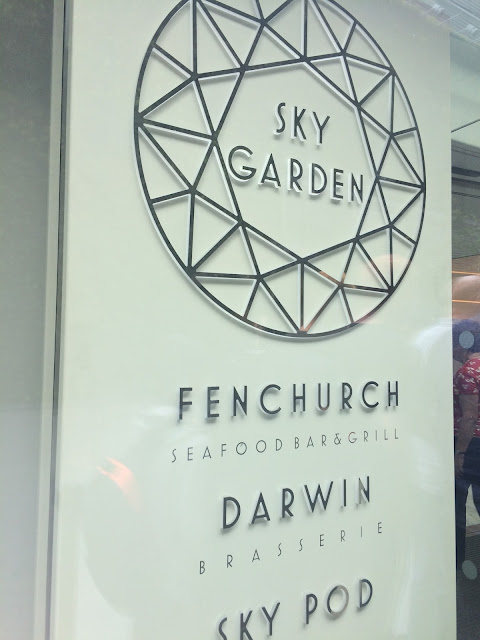 SKY
GARDEN
FENCHURCH
SEAFOOD BAR & GRILL
DARWIN
BRASSERIE
SKY POD